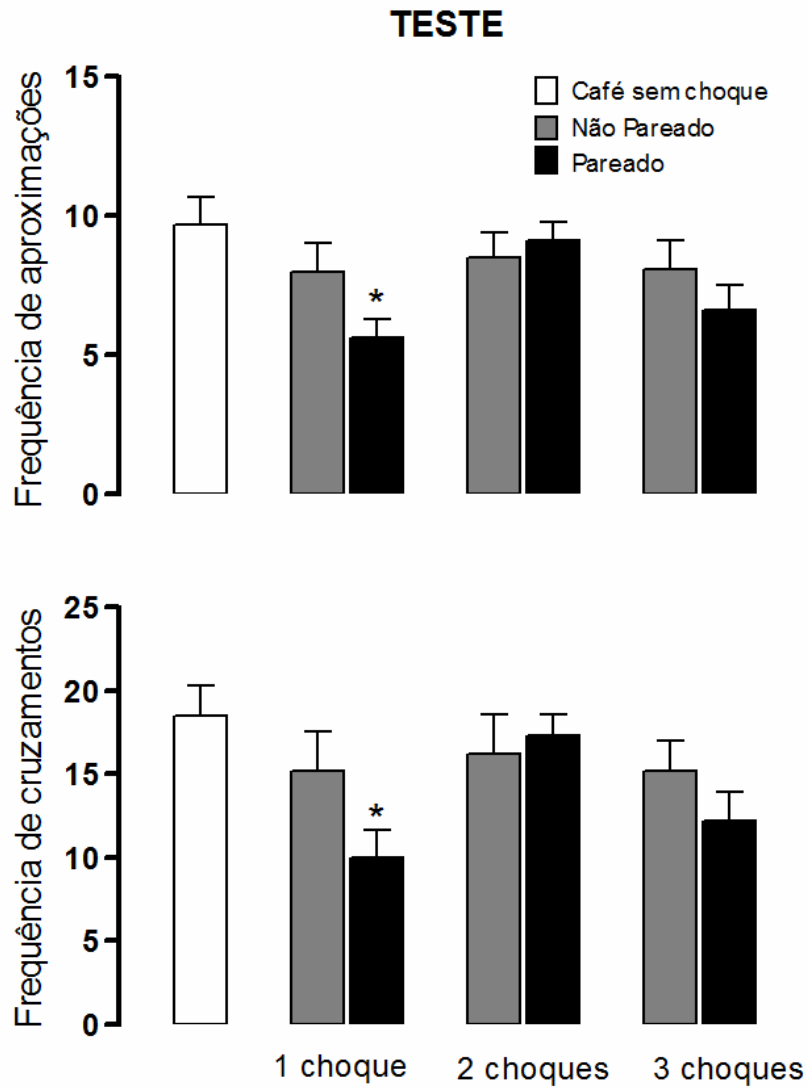 TESTE
Frequência de aproximações
15
10
5
0
Café sem choque
Não Pareado
Pareado
*
Frequência de cruzamentos
25
20
15
10
5
0
*
1 choque
2 choques
3 choques